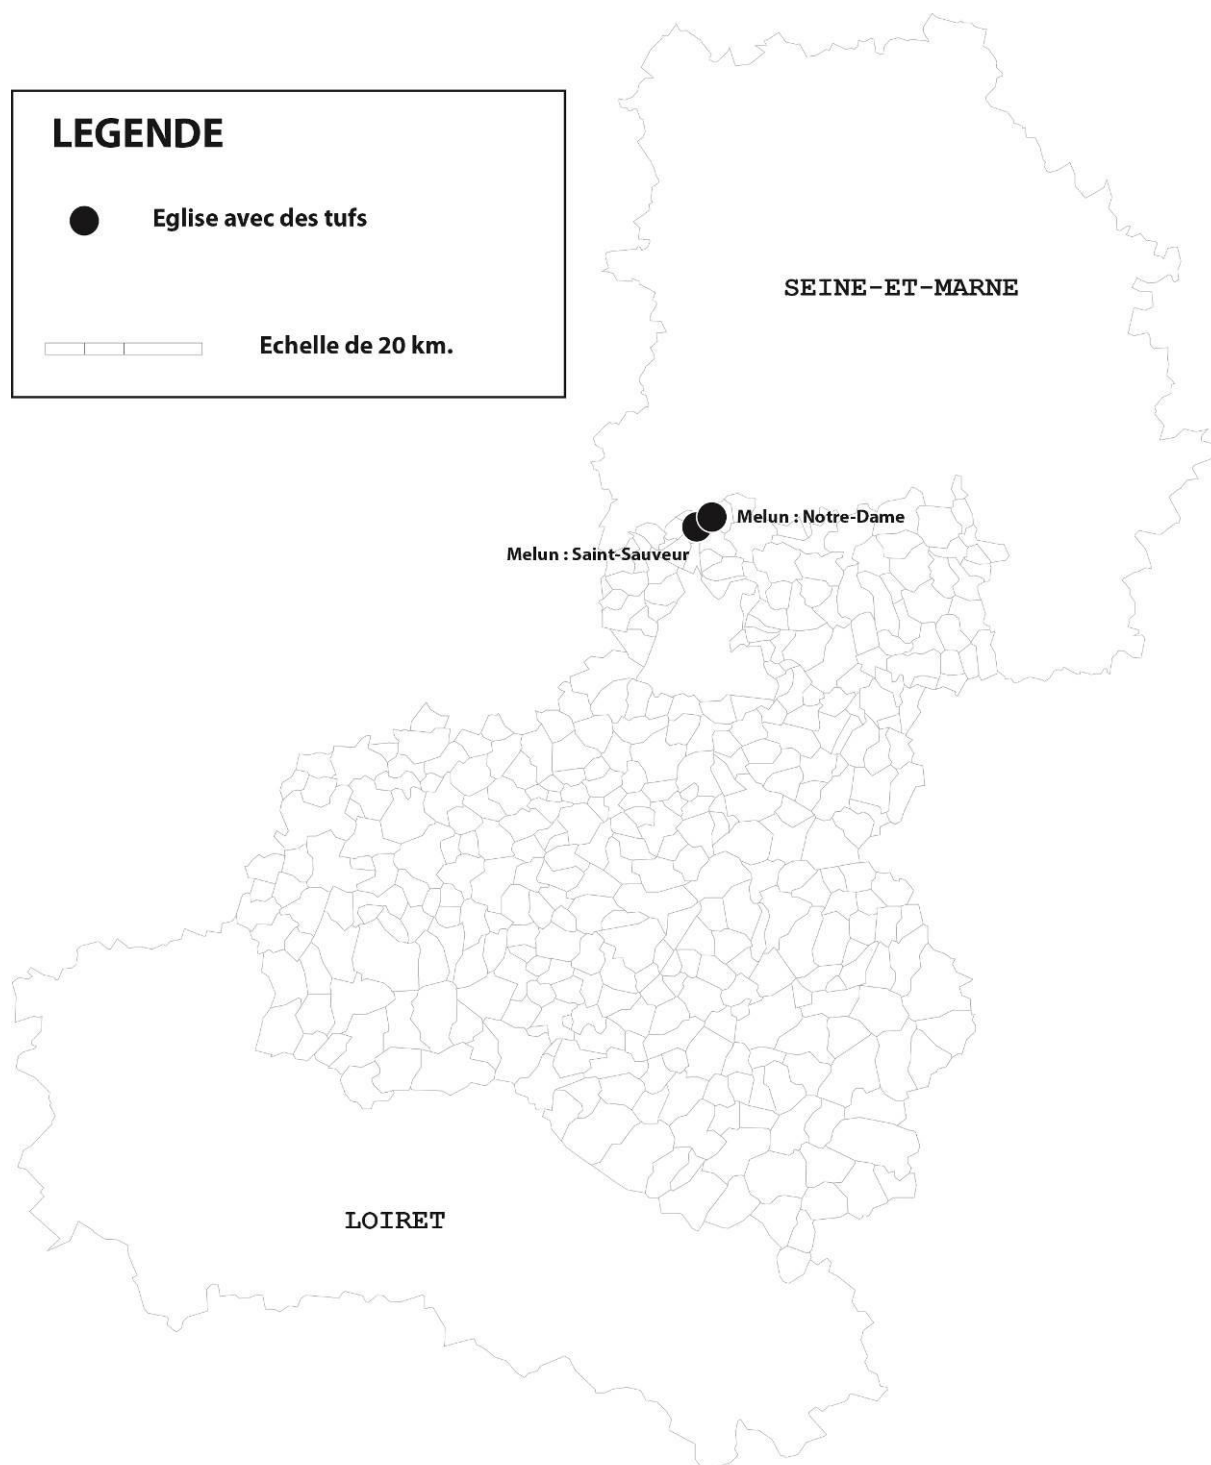 LEGENDE
Eglise avec des tufs
Echelle de 20 km.
SEINE-ET-MARNE
Melun : Notre-Dame
Melun : Saint-Sauveur
LOIRET